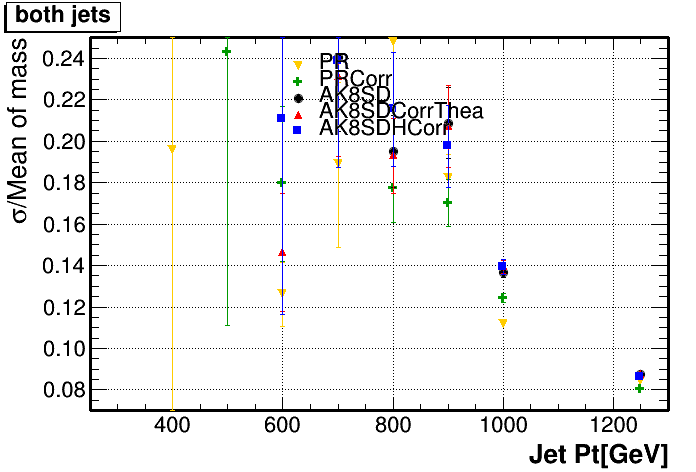 both jets
σ/Mean of mass
0.24
0.22
0.20
0.18
0.16
0.14
0.12
0.10
0.08
PR
PRCorr
AK8SD
AK8SDCorrThea
AK8SDHCorr
400 600 800 1000 1200
Jet Pt[GeV]